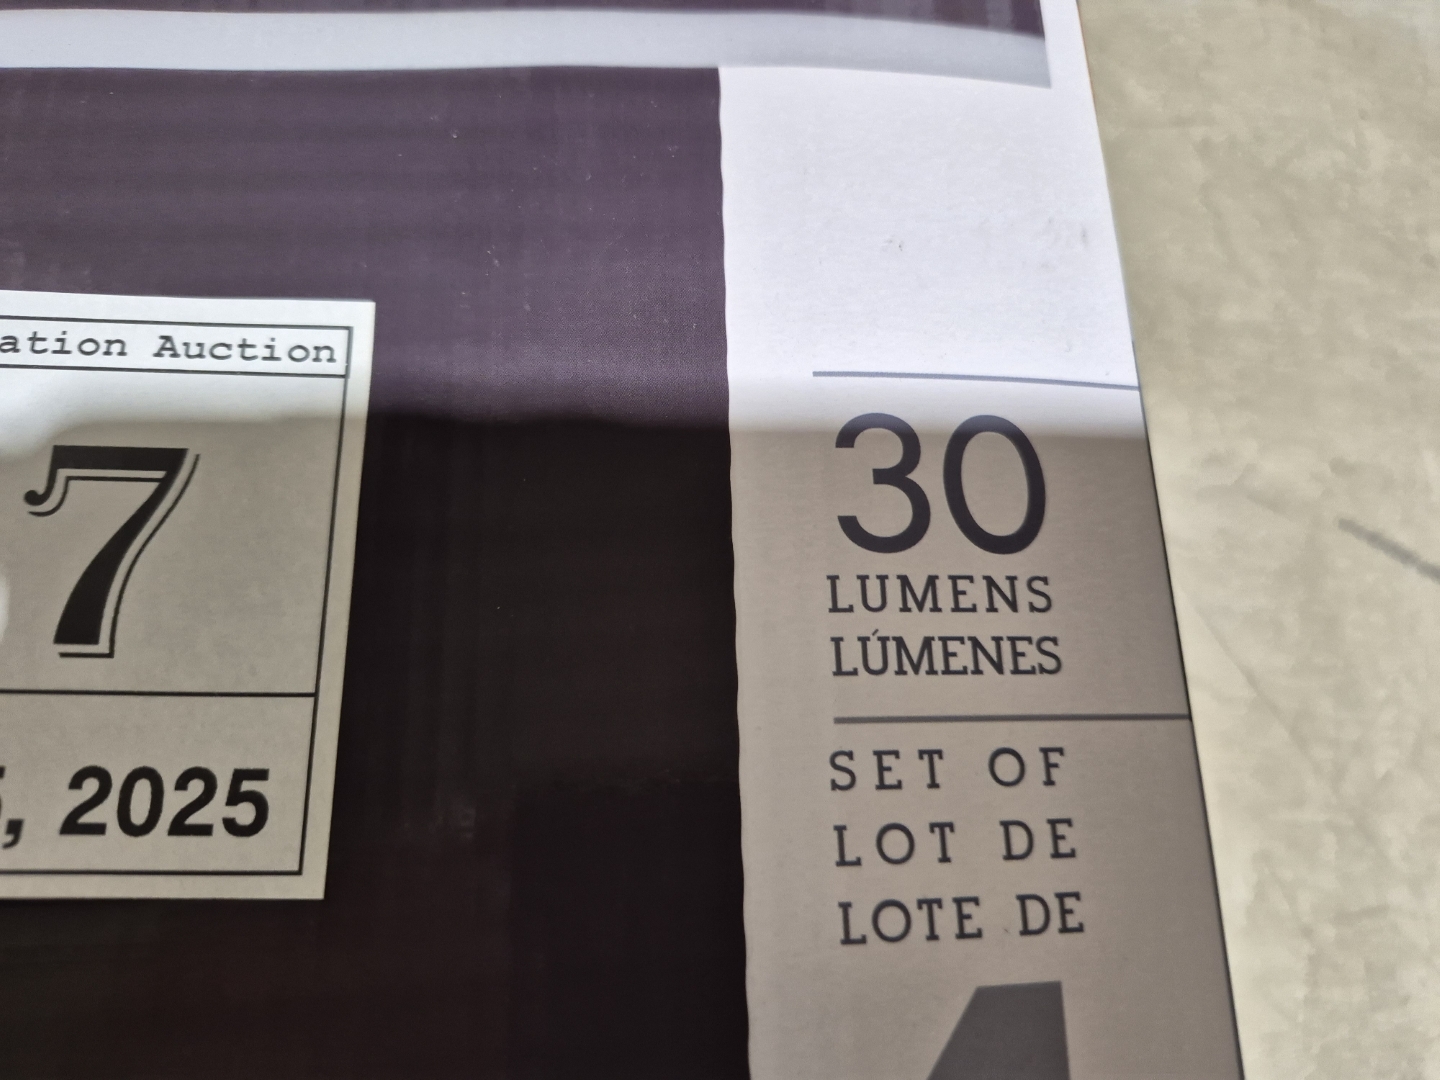 ation Auction
7
, 2025
30
LUMENS
LÚMENES
SET OF
LOT DE
LOTE DE